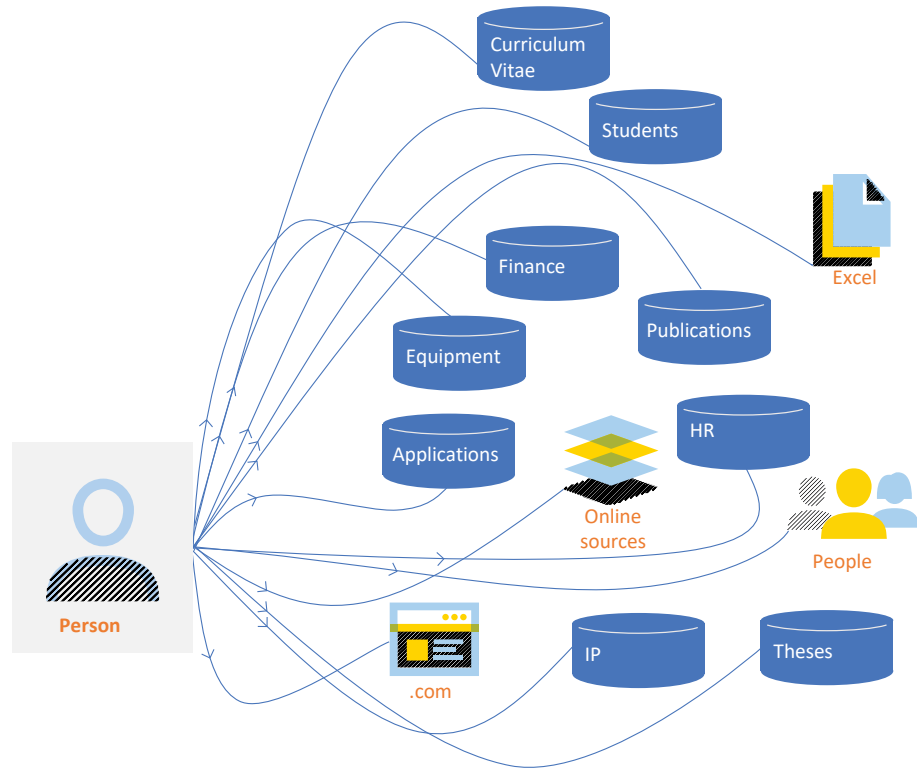 Curriculum
Vitae
Students
Excel
Finance
Publications
Equipment
HR
Applications
Online
sources
People
Person
.com
IP
Theses